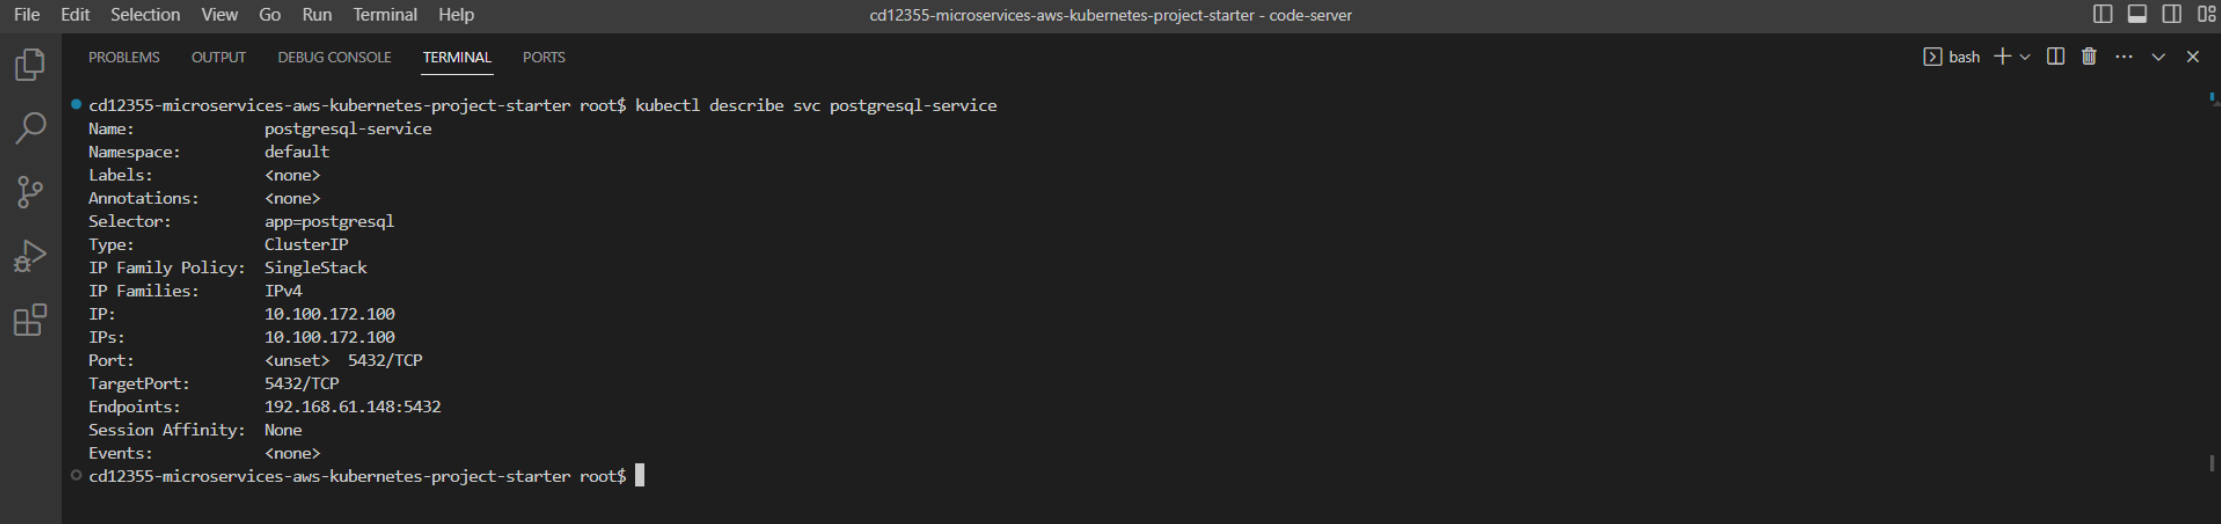 File Edit Selection View Go Run Terminal Help cd12355-microservices-aws-kubernetes-project-starter - code-server
PROBLEMS OUTPUT DEBUG CONSOLE TERMINAL PORTS bash
cd12355-microservices-aws-kubernetes-project-starter root$ kubectl describe svc postgresql-service
Name: postgresql-service
Namespace: default
Labels: <none>
Annotations: <none>
Selector: app=postgresql
Type: ClusterIP
IP Family Policy: SingleStack
IP Families: IPv4
IP: 10.100.172.100
IPs: 10.100.172.100
Port: <unset> 5432/TCP
TargetPort: 5432/TCP
Endpoints: 192.168.61.148:5432
Session Affinity: None
Events: <none>
cd12355-microservices-aws-kubernetes-project-starter root$